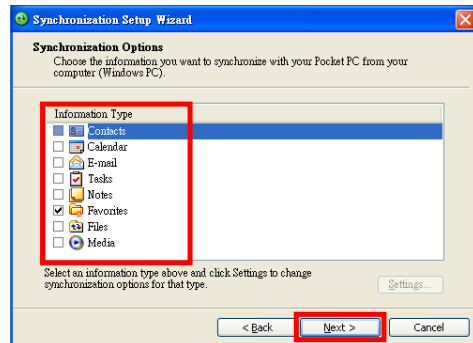 Synchronization Setup Wizard
Synchronization Options
Choose the information you want to synchronize with your Pocket PC from your
computer (Windows PC).
Information Type
Contacts
Calendar
E-mail
Tasks
Notes
Favorites
Files
Media
Select an information type above and click Settings to change
synchronization options for that type.
Settings...
< Back
Next >
Cancel